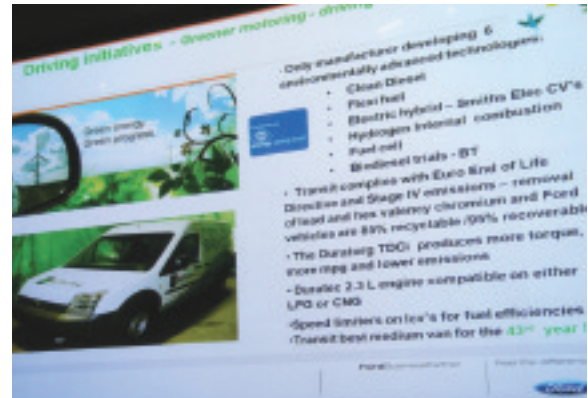 Driving initiatives - Greener motoring - driving
Green energy
Green progress
- Only manufacturer developing 6
environmentally advanced technologies:
• Clean Diesel
• Flexi fuel
• Electric hybrid – Smiths Elec CV's
• Hydrogen Internal combustion
• Fuel cell
• Biodiesel trials - BT
- Transit complies with Euro End of Life
Directive and Stage IV emissions – removal
of lead and hex valency chromium and Ford
vehicles are 85% recyclable /95% recoverable
- The Duratorq TDCi produces more torque,
more mpg and lower emissions
- Duratec 2.3 L engine compatible on either
LPG or CNG
-Speed limiters on for fuel efficiencies
-Transit best medium van for the 43rd year
Feel the difference
Ford